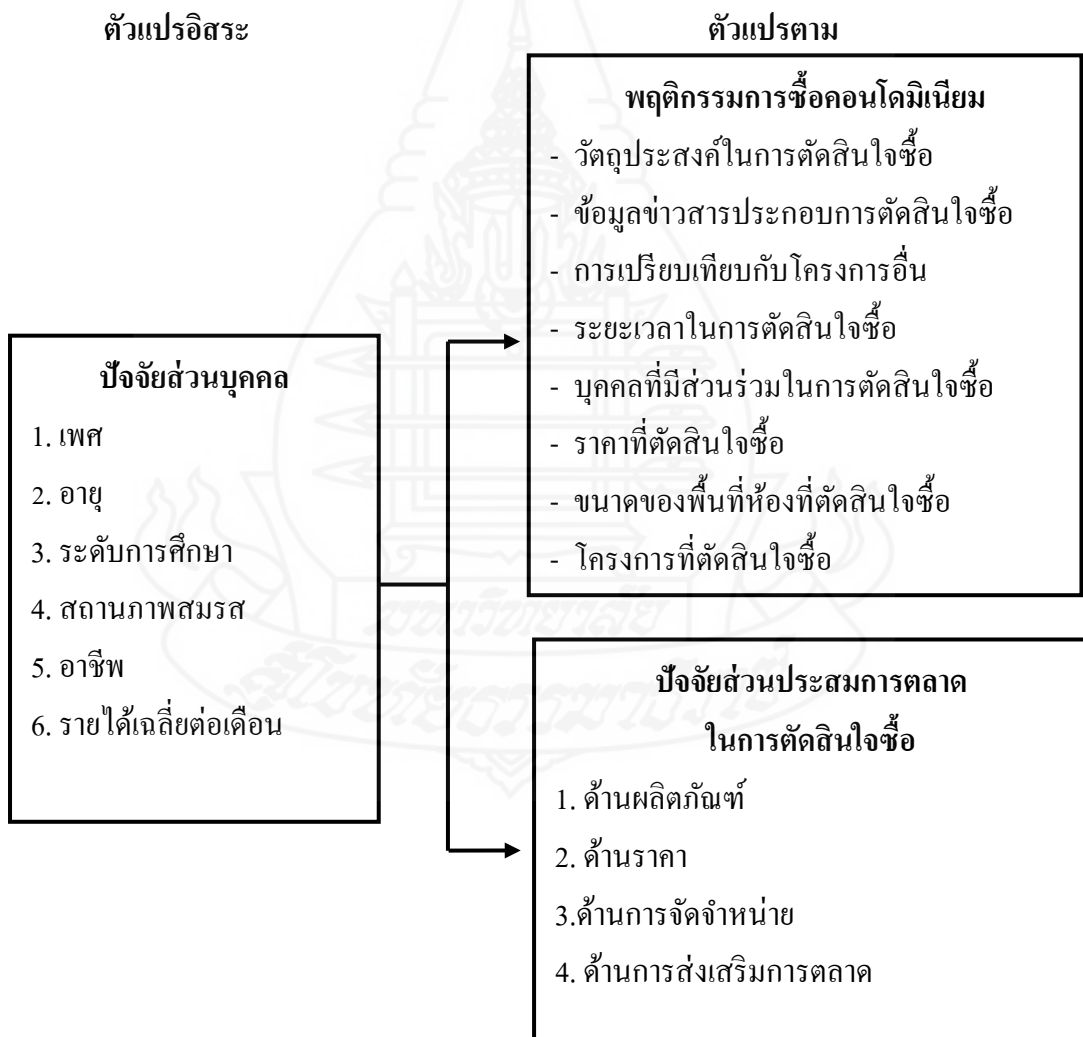 ตัวแปรอิสระ
ตัวแปรตาม
ปัจจัยส่วนบุคคล
1. เพศ
2. อายุ
3. ระดับการศึกษา
4. สถานภาพสมรส
5. อาชีพ
6. รายได้เฉลี่ยต่อเดือน
พฤติกรรมการซื้อคอนโดมิเนียม
- วัตถุประสงค์ในการตัดสินใจซื้อ
- ข้อมูลข่าวสารประกอบการตัดสินใจซื้อ
- การเปรียบเทียบกับโครงการอื่น
- ระยะเวลาในการตัดสินใจซื้อ
- บุคคลที่มีส่วนร่วมในการตัดสินใจซื้อ
- ราคาที่ตัดสินใจซื้อ
- ขนาดของพื้นที่ห้องที่ตัดสินใจซื้อ
- โครงการที่ตัดสินใจซื้อ
ปัจจัยส่วนประสมการตลาด
ในการตัดสินใจซื้อ
1. ด้านผลิตภัณฑ์
2. ด้านราคา
3.ด้านการจัดจำหน่าย
4. ด้านการส่งเสริมการตลาด